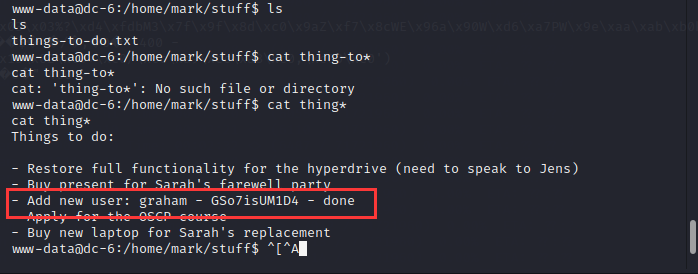 www-data@dc-6:/home/mark/stuff$ ls
ls
things-to-do.txt
www-data@dc-6:/home/mark/stuff$ cat thing-to*
cat thing-to*
cat: 'thing-to*': No such file or directory
www-data@dc-6:/home/mark/stuff$ cat thing*
cat thing*
Things to do:
- Restore full functionality for the hyperdrive (need to speak to Jens)
- Buy present for Sarah's farewell party
- Add new user: graham - GSo7isUM1D4 - done
- Apply for the OSCP course
- Buy new laptop for Sarah's replacement
www-data@dc-6:/home/mark/stuff$ ^[^A